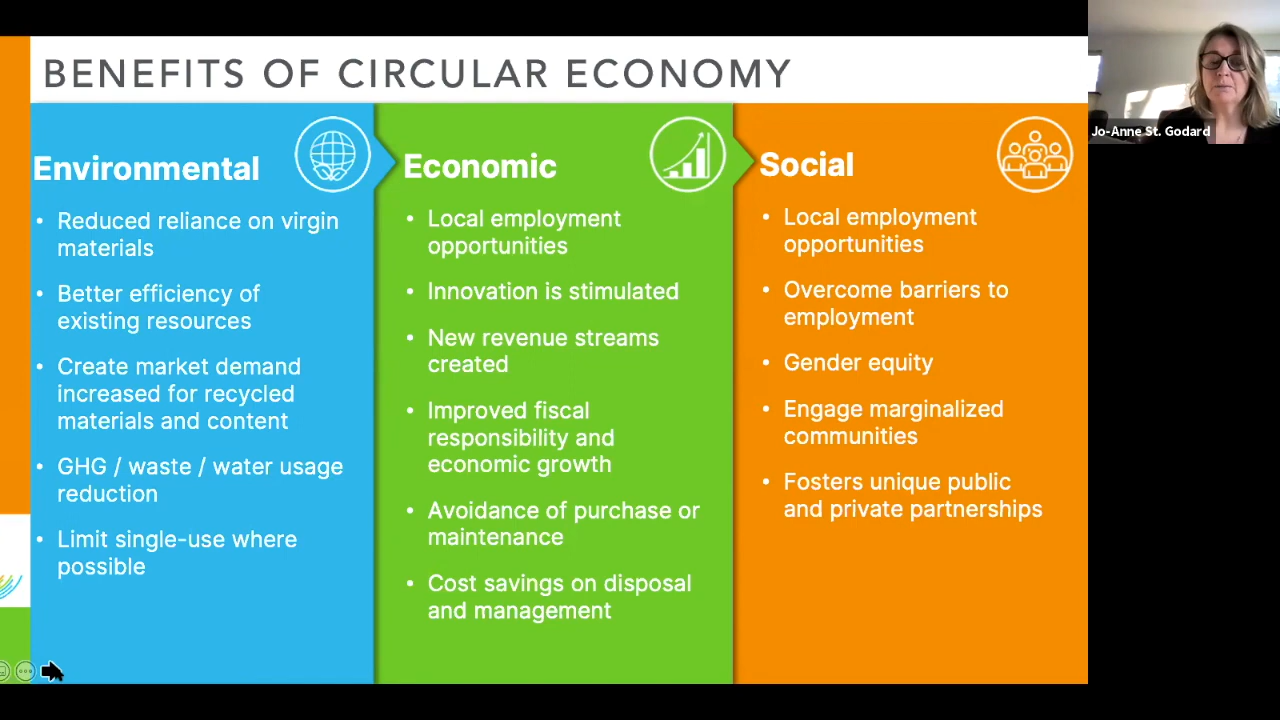 BENEFITS OF CIRCULAR ECONOMY
Jo-Anne St. Godard
Environmental
• Reduced reliance on virgin
materials
• Better efficiency of
existing resources
• Create market demand
increased for recycled
materials and content
• GHG / waste / water usage
reduction
• Limit single-use where
possible
Economic
• Local employment
opportunities
• Innovation is stimulated
• New revenue streams
created
• Improved fiscal
responsibility and
economic growth
• Avoidance of purchase or
maintenance
• Cost savings on disposal
and management
Social
• Local employment
opportunities
• Overcome barriers to
employment
• Gender equity
• Engage marginalized
communities
• Fosters unique public
and private partnerships